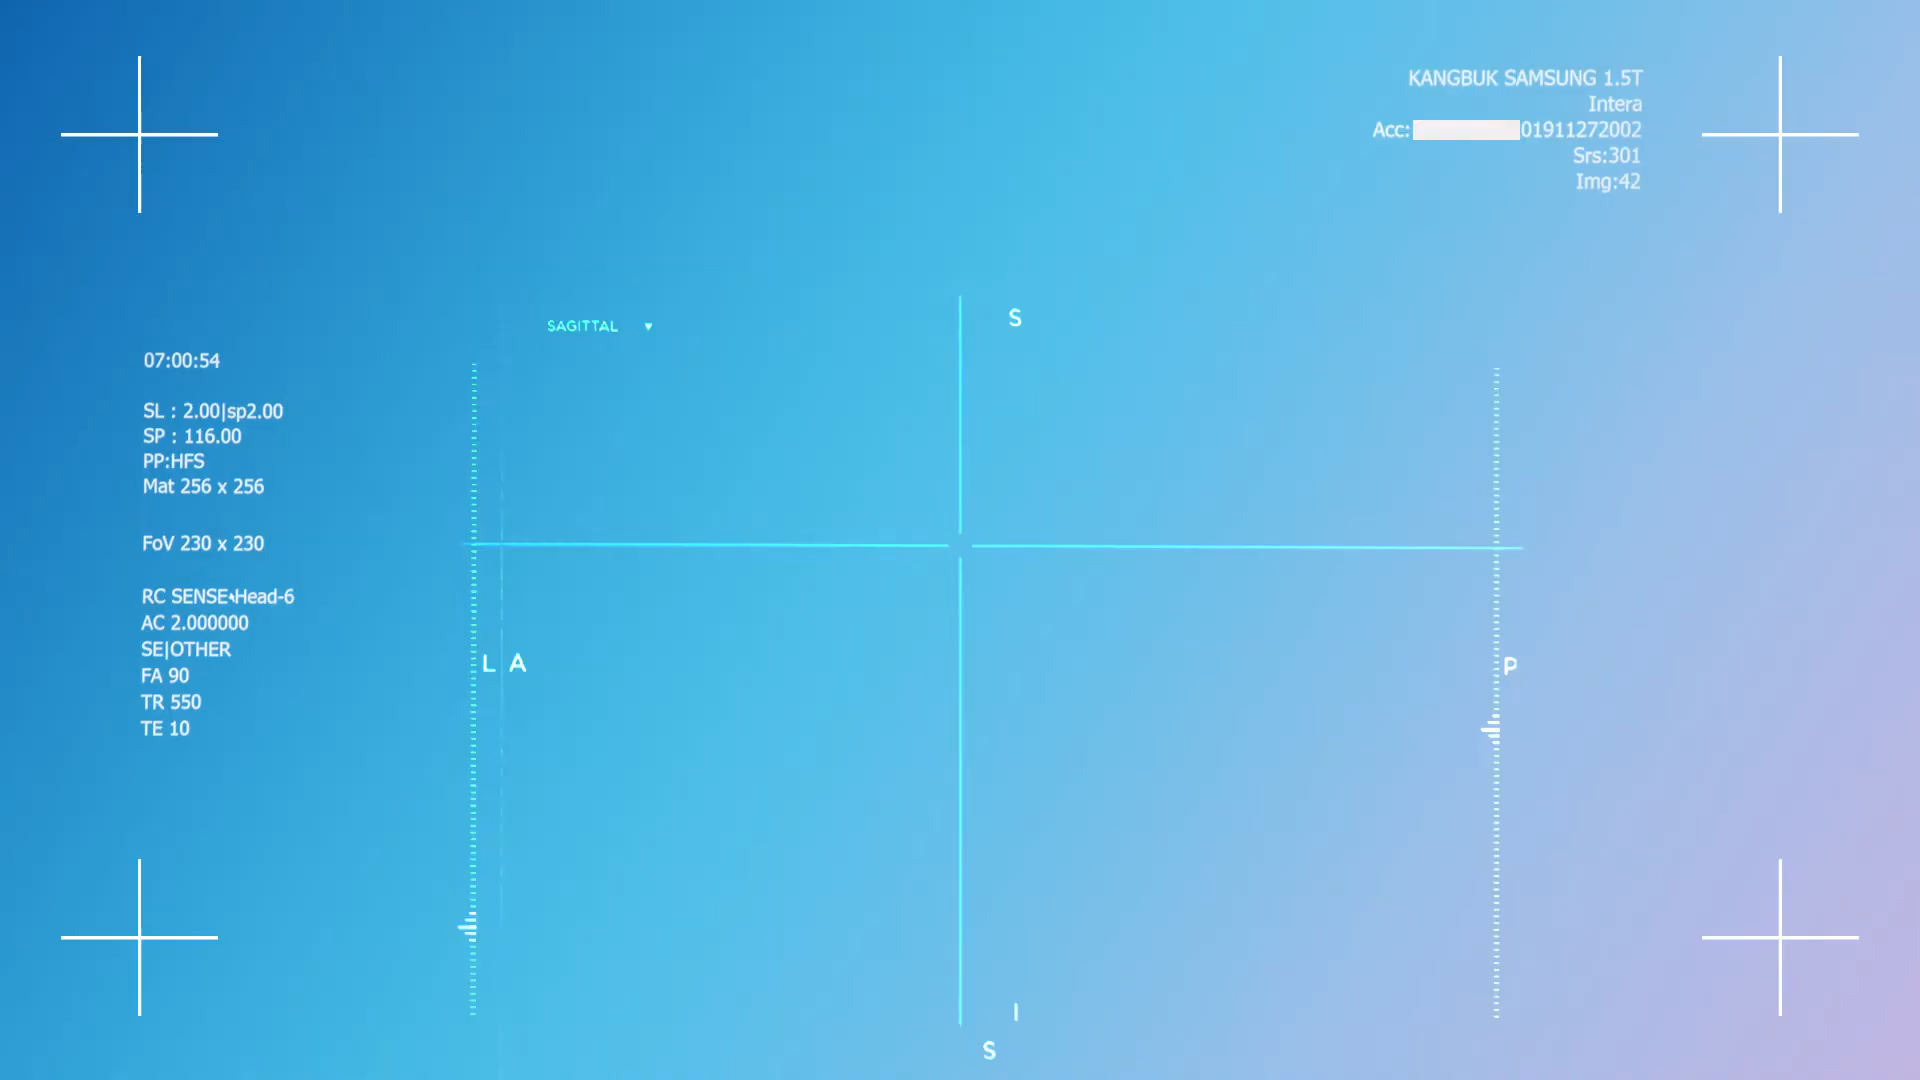 KANGBUK SAMSUNG 1.5T
Intera
Acc: 01911272002
Srs:301
Img:42
SAGITTAL
S
07:00:54
SL : 2.00|sp2.00
SP : 116.00
PP:HFS
Mat 256 x 256
FoV 230 x 230
RC SENSE-Head-6
AC 2.000000
SE|OTHER
FA 90
TR 550
TE 10
L A
P
I
S